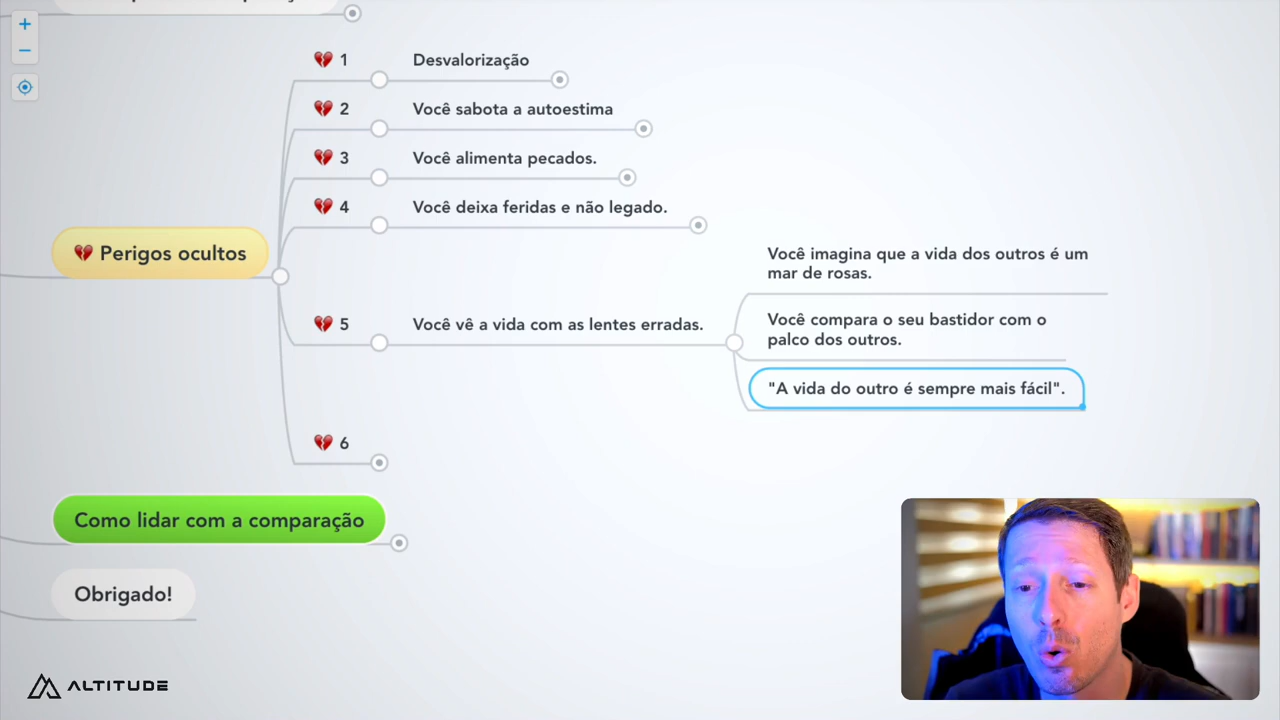 💔 1 Desvalorização
💔 2 Você sabota a autoestima
💔 3 Você alimenta pecados.
💔 4 Você deixa feridas e não legado.
💔 Perigos ocultos
💔 5 Você vê a vida com as lentes erradas.
Você imagina que a vida dos outros é um
mar de rosas.
Você compara o seu bastidor com o
palco dos outros.
"A vida do outro é sempre mais fácil".
💔 6
Como lidar com a comparação
Obrigado!
ALTITUDE